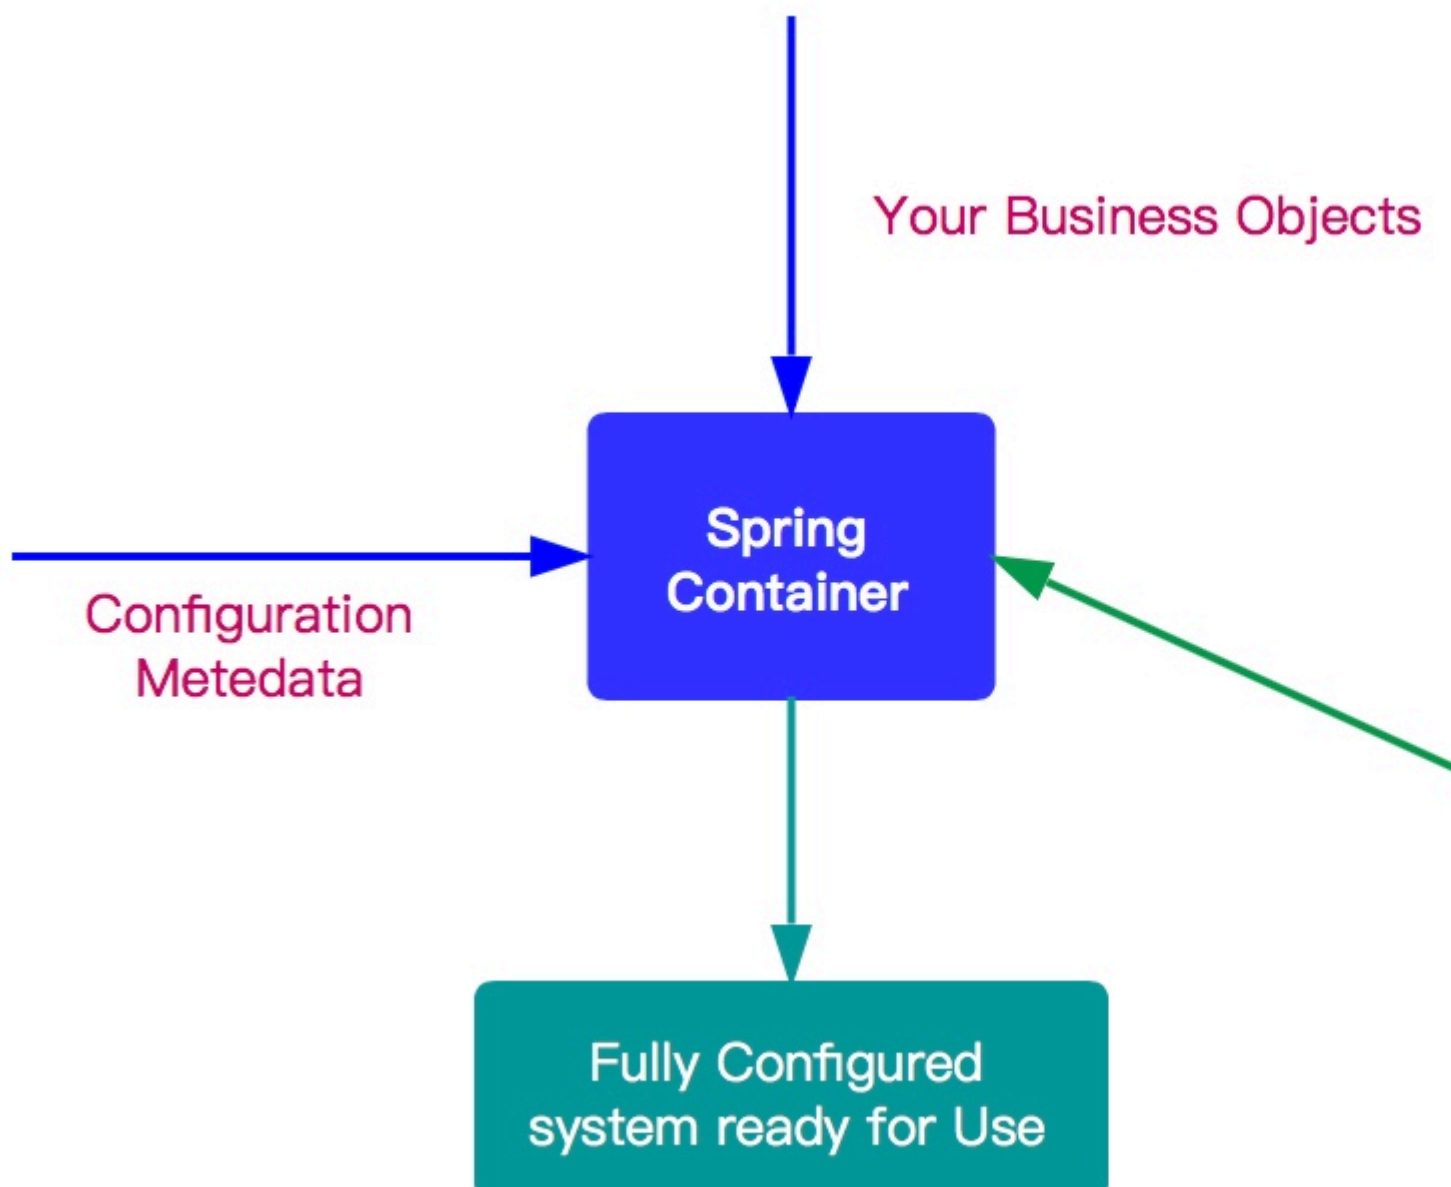 Your Business Objects
Spring
Container
Configuration
Metedata
Fully Configured
system ready for Use